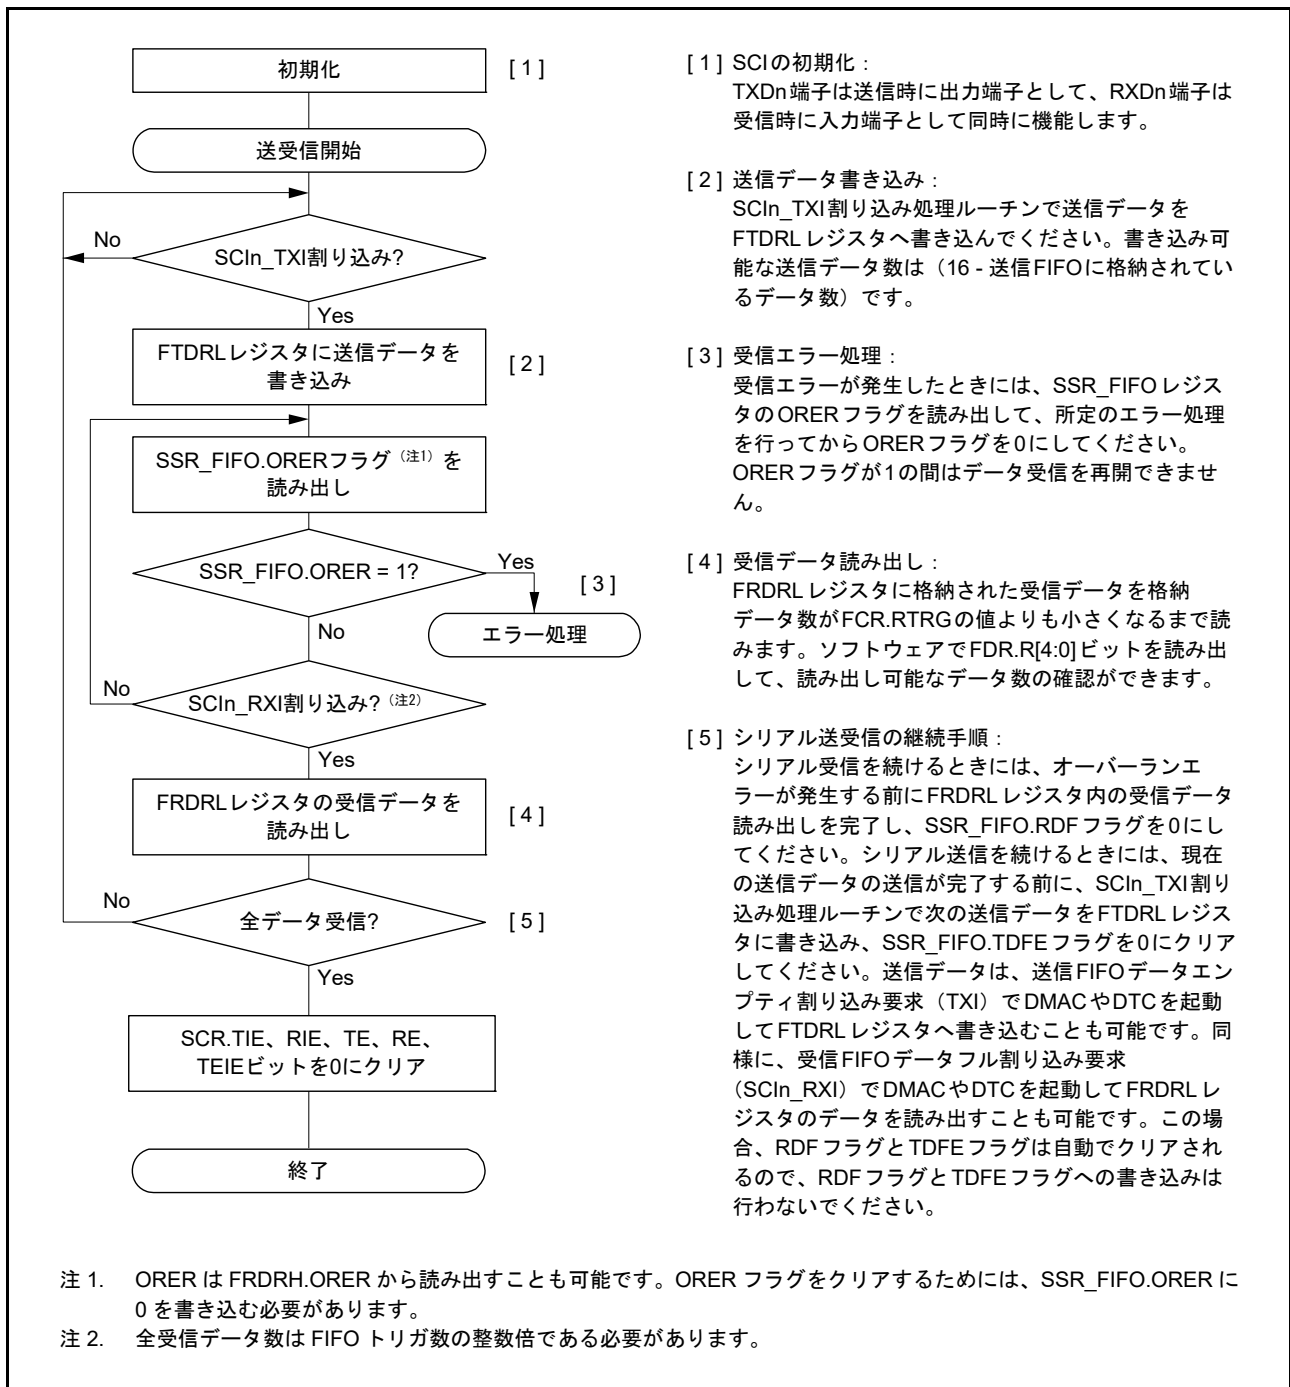 初期化
[ 1 ]
送受信開始
No
SCIn_TXI割り込み?
Yes
FTDRLレジスタに送信データを
書き込み
[ 2 ]
SSR_FIFO.ORERフラグ（注1）を
読み出し
SSR_FIFO.ORER = 1?
Yes
[ 3 ]
エラー処理
No
No
SCIn_RXI割り込み?（注2）
Yes
FRDRLレジスタの受信データを
読み出し
[ 4 ]
No
全データ受信?
[ 5 ]
Yes
SCR.TIE、RIE、TE、RE、
TEIEビットを0にクリア
終了
[ 1 ] SCIの初期化：
TXDn端子は送信時に出力端子として、RXDn端子は
受信時に入力端子として同時に機能します。
[ 2 ] 送信データ書き込み：
SCIn_TXI割り込み処理ルーチンで送信データを
FTDRLレジスタへ書き込んでください。書き込み可
能な送信データ数は（16 - 送信FIFOに格納されてい
るデータ数）です。
[ 3 ] 受信エラー処理：
受信エラーが発生したときには、SSR_FIFOレジス
タのORERフラグを読み出して、所定のエラー処理
を行ってからORERフラグを0にしてください。
ORERフラグが1の間はデータ受信を再開できませ
ん。
[ 4 ] 受信データ読み出し：
FRDRLレジスタに格納された受信データを格納
データ数がFCR.RTRGの値よりも小さくなるまで読
みます。ソフトウェアでFDR.R[4:0]ビットを読み出
して、読み出し可能なデータ数の確認ができます。
[ 5 ] シリアル送受信の継続手順：
シリアル受信を続けるときには、オーバーランエ
ラーが発生する前にFRDRLレジスタ内の受信データ
読み出しを完了し、SSR_FIFO.RDFフラグを0にし
てください。シリアル送信を続けるときには、現在
の送信データの送信が完了する前に、SCIn_TXI割り
込み処理ルーチンで次の送信データをFTDRLレジス
タに書き込み、SSR_FIFO.TDFEフラグを0にクリア
してください。送信データは、送信FIFOデータエン
プティ割り込み要求（TXI）でDMACやDTCを起動
してFTDRLレジスタへ書き込むことも可能です。同
様に、受信FIFOデータフル割り込み要求
（SCIn_RXI）でDMACやDTCを起動してFRDRLレ
ジスタのデータを読み出すことも可能です。この場
合、RDFフラグとTDFEフラグは自動でクリアされ
るので、RDFフラグとTDFEフラグへの書き込みは
行わないでください。
注 1. ORER は FRDRH.ORER から読み出すことも可能です。ORER フラグをクリアするためには、SSR_FIFO.ORER に
0 を書き込む必要があります。
注 2. 全受信データ数は FIFO トリガ数の整数倍である必要があります。